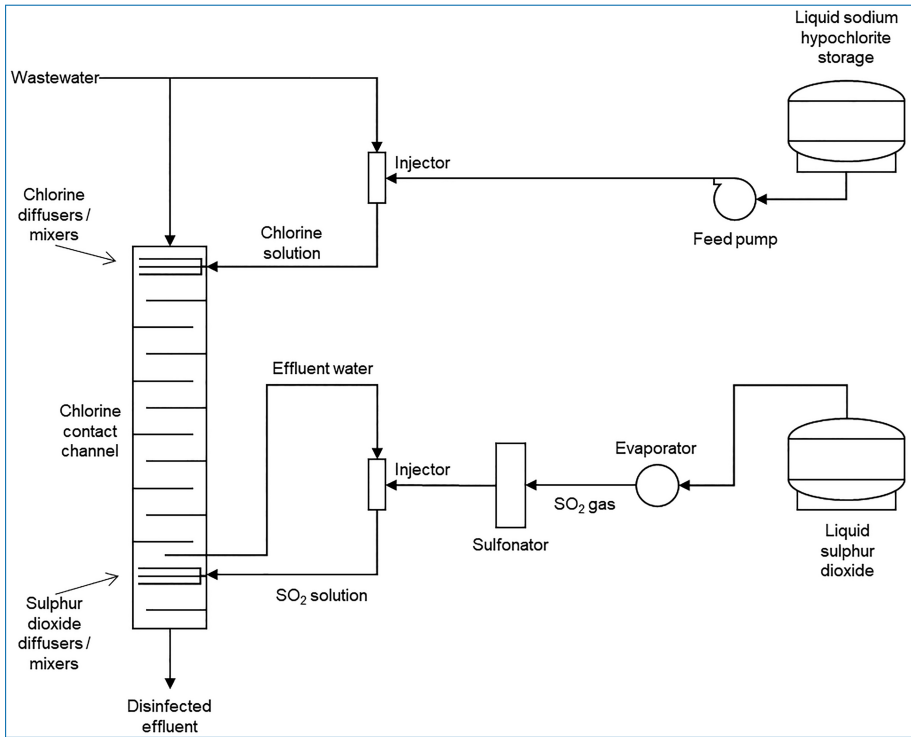 Liquid sodium
hypochlorite
storage
Wastewater
Injector
Chlorine
diffusers /
mixers
Chlorine
solution
Feed pump
Effluent water
Chlorine
contact
channel
Injector
Evaporator
SO₂ gas
Sulfonator
Liquid
sulphur
dioxide
SO₂ solution
Sulphur
dioxide
diffusers /
mixers
Disinfected
effluent